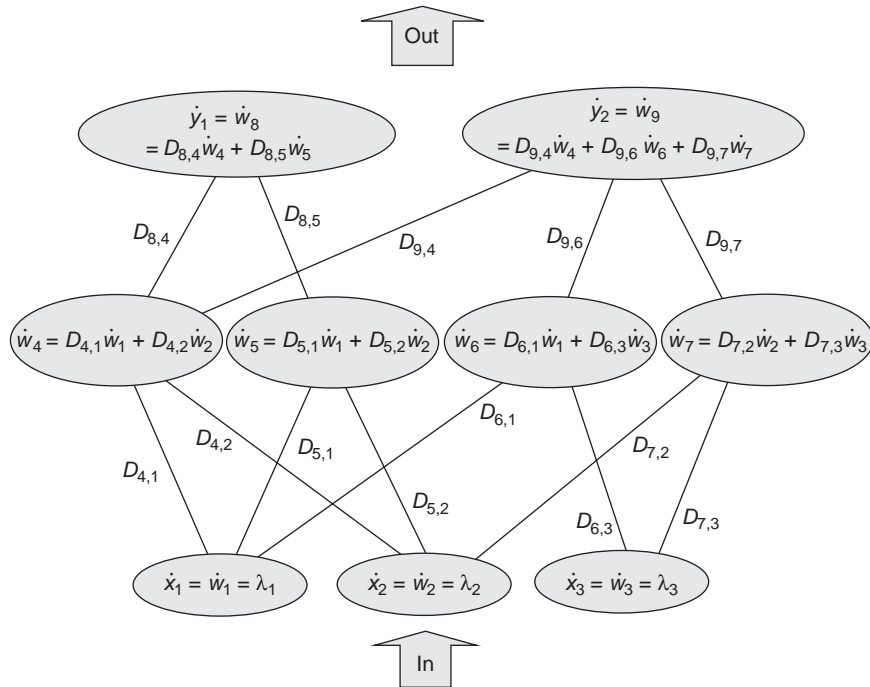 Out
ẏ₁ = ẇ₈
= D₈,₄ẇ₄ + D₈,₅ẇ₅
ẏ₂ = ẇ₉
= D₉,₄ẇ₄ + D₉,₆ ẇ₆ + D₉,₇ẇ₇
D₈,₄
D₈,₅
D₉,₄
D₉,₆
D₉,₇
ẇ₄ = D₄,₁ẇ₁ + D₄,₂ẇ₂
ẇ₅ = D₅,₁ẇ₁ + D₅,₂ẇ₂
ẇ₆ = D₆,₁ẇ₁ + D₆,₃ẇ₃
ẇ₇ = D₇,₂ẇ₂ + D₇,₃ẇ₃
D₄,₁
D₄,₂
D₅,₁
D₅,₂
D₆,₁
D₆,₃
D₇,₂
D₇,₃
ẋ₁ = ẇ₁ = λ₁
ẋ₂ = ẇ₂ = λ₂
ẋ₃ = ẇ₃ = λ₃
In